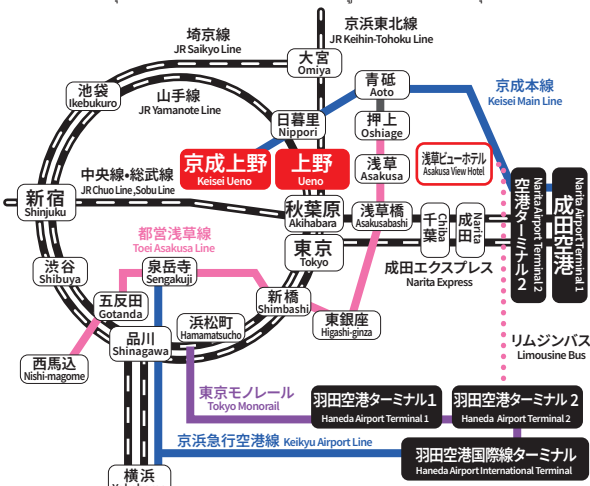 埼京線
JR Saikyo Line
京浜東北線
JR Keihin-Tohoku Line
大宮
Omiya
池袋
Ikebukuro
山手線
JR Yamanote Line
青砥
Aoto
京成本線
Keisei Main Line
日暮里
Nippori
押上
Oshiage
京成上野
Keisei Ueno
上野
Ueno
浅草
Asakusa
浅草ビューホテル
Asakusa View Hotel
中央線•総武線
JR Chuo Line ,Sobu Line
新宿
Shinjuku
秋葉原
Akihabara
浅草橋
Asakusabashi
千葉
Chiba
成田
Narita
空港ターミナル2
Narita Airport Terminal 2
成田空港
Narita Airport Terminal 1
都営浅草線
Toei Asakusa Line
東京
Tokyo
成田エクスプレス
Narita Express
渋谷
Shibuya
泉岳寺
Sengakuji
五反田
Gotanda
新橋
Shimbashi
浜松町
Hamamatsucho
東銀座
Higashi-ginza
品川
Shinagawa
リムジンバス
Limousine Bus
西馬込
Nishi-magome
東京モノレール
Tokyo Monorail
羽田空港ターミナル1
Haneda Airport Terminal 1
羽田空港ターミナル 2
Haneda Airport Terminal 2
京浜急行空港線 Keikyu Airport Line
羽田空港国際線ターミナル
Haneda Airport International Terminal
横浜